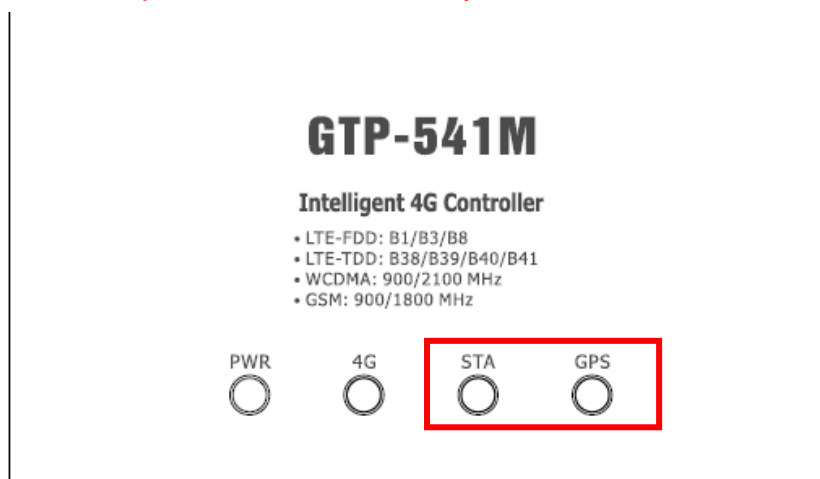 GTP-541M
Intelligent 4G Controller
• LTE-FDD: B1/B3/B8
• LTE-TDD: B38/B39/B40/B41
• WCDMA: 900/2100 MHz
• GSM: 900/1800 MHz
PWR 4G STA GPS